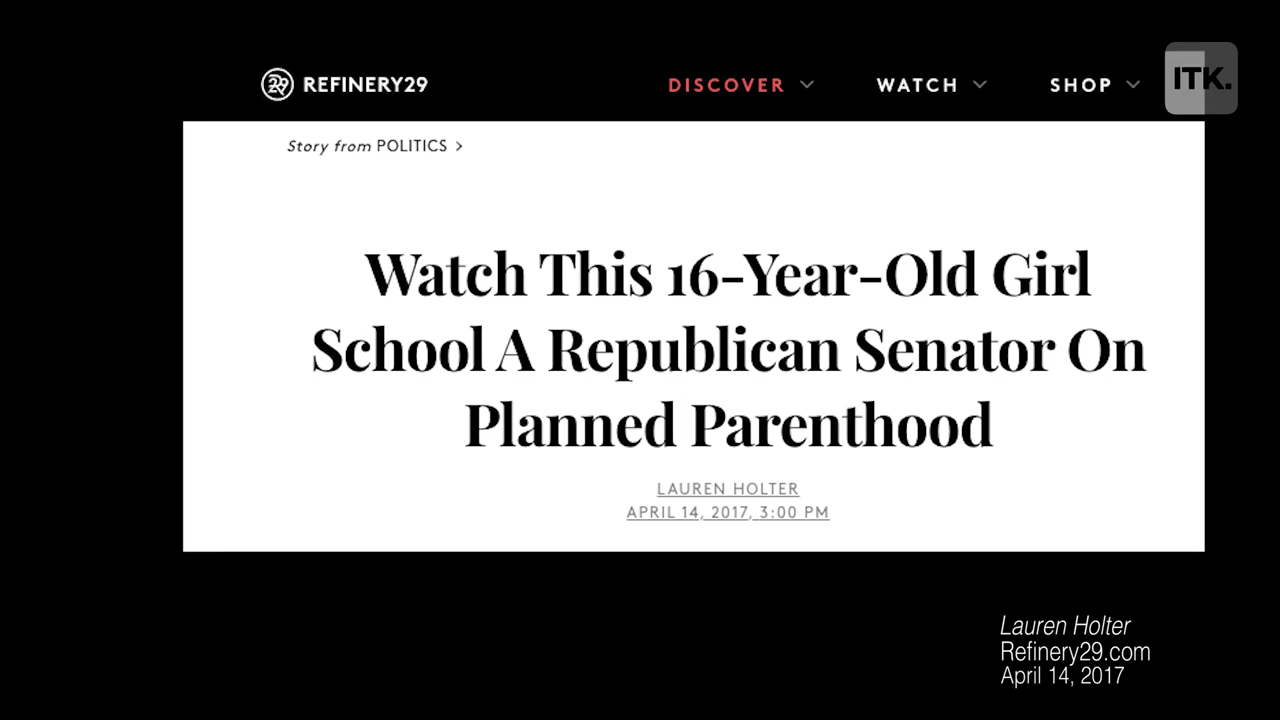 29 REFINERY29 DISCOVER WATCH SHOP
ITK.
Story from POLITICS >
Watch This 16-Year-Old Girl
School A Republican Senator On
Planned Parenthood
LAUREN HOLTER
APRIL 14, 2017, 3:00 PM
Lauren Holter
Refinery29.com
April 14, 2017